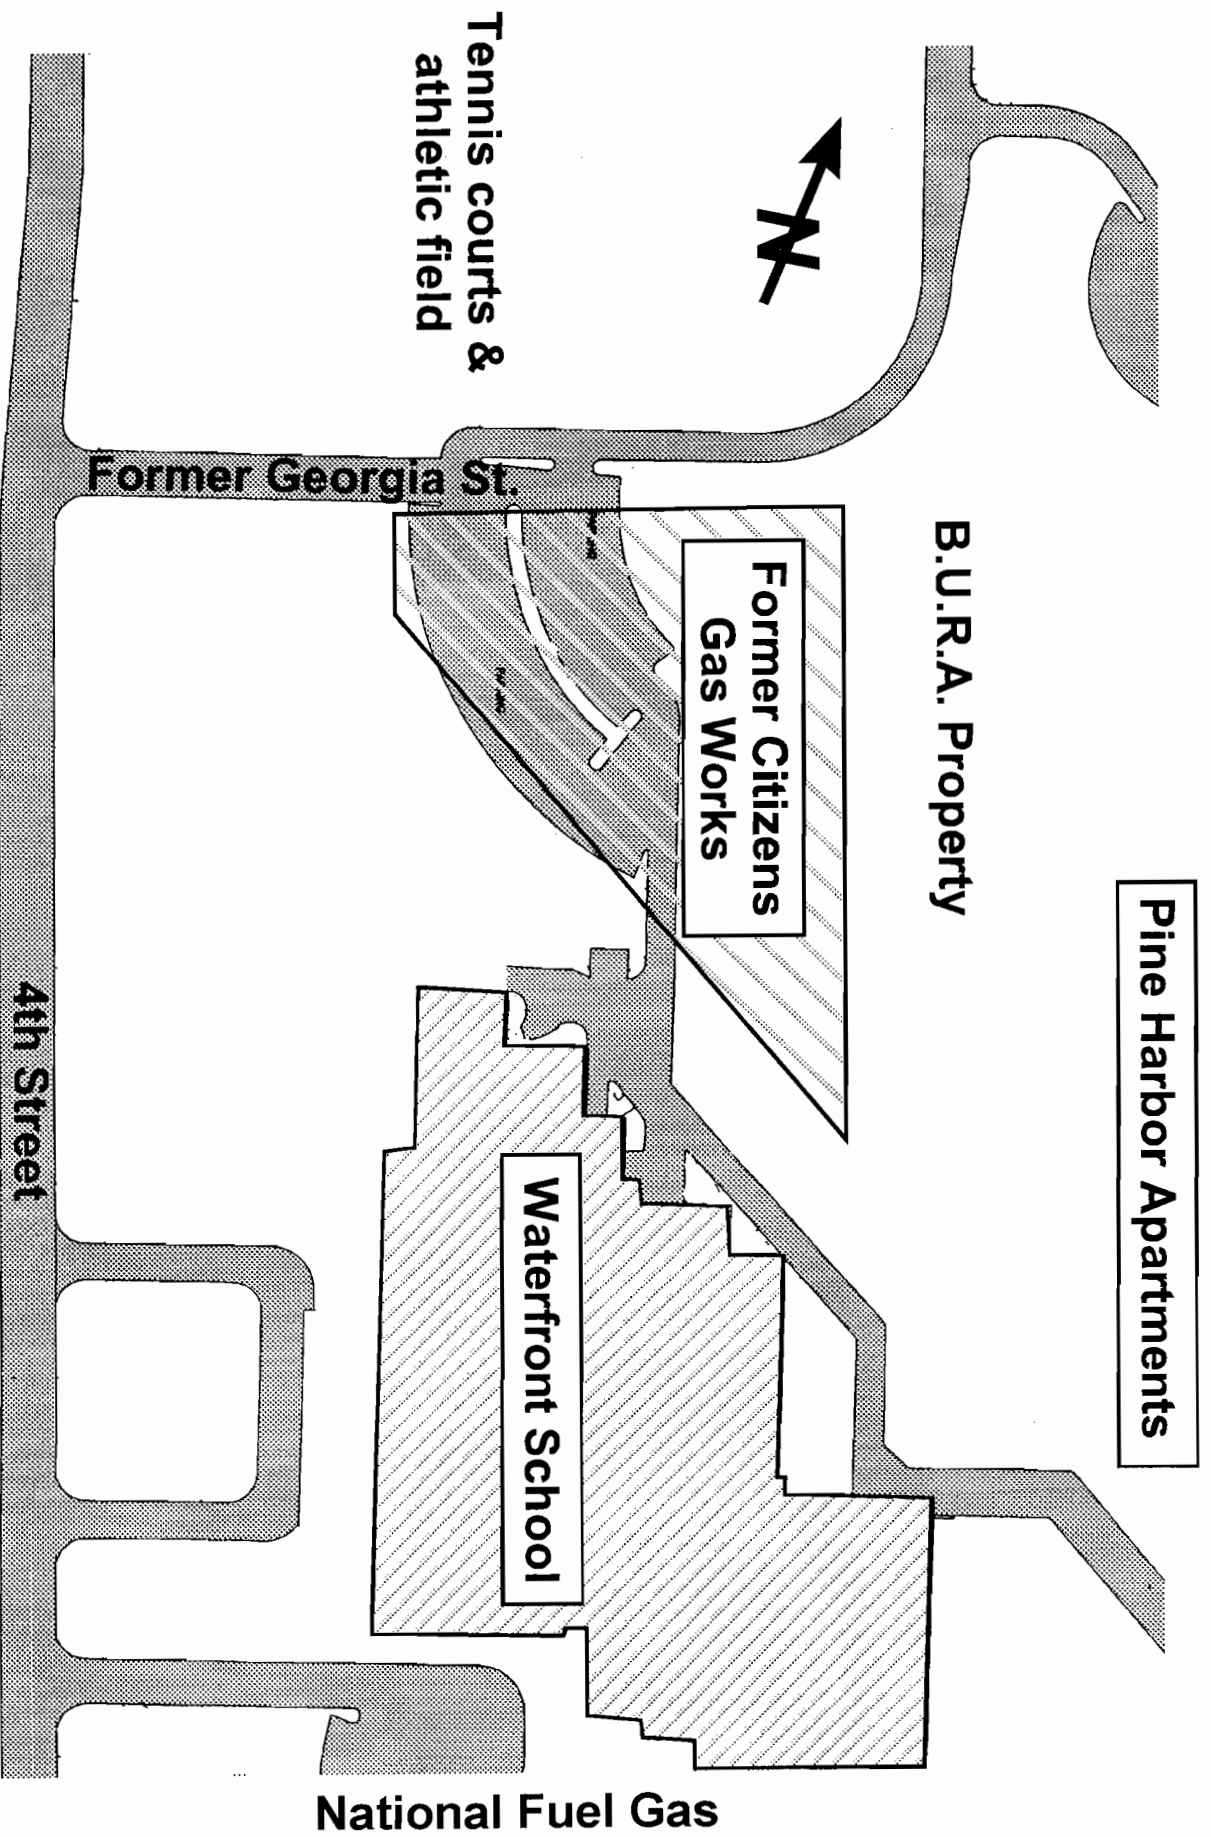 Tennis courts &
athletic field
N
Former Georgia St.
B.U.R.A. Property
Former Citizens
Gas Works
Pine Harbor Apartments
4th Street
Waterfront School
National Fuel Gas